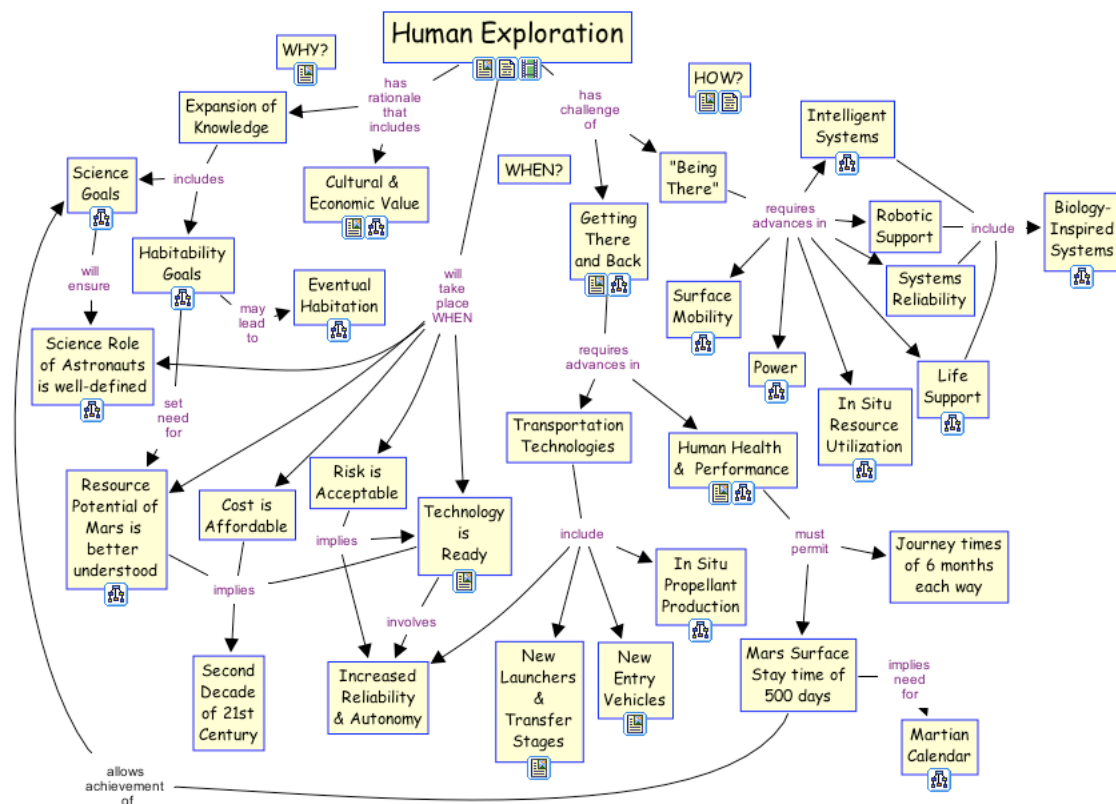 Human Exploration
WHY?
HOW?
WHEN?
has
rationale
that
includes
has
challenge
of
Expansion of
Knowledge
includes
Science
Goals
Habitability
Goals
Cultural &
Economic Value
will
ensure
may
lead
to
Eventual
Habitation
Science Role
of Astronauts
is well-defined
set
need
for
will
take
place
WHEN
Resource
Potential of
Mars is
better
understood
Cost is
Affordable
Risk is
Acceptable
Technology
is
Ready
implies
implies
involves
Second
Decade
of 21st
Century
Increased
Reliability
& Autonomy
Getting
There
and Back
"Being
There"
requires
advances in
Transportation
Technologies
Human Health
& Performance
include
In Situ
Propellant
Production
New
Launchers
&
Transfer
Stages
New
Entry
Vehicles
must
permit
Journey times
of 6 months
each way
Mars Surface
Stay time of
500 days
implies
need
for
Martian
Calendar
allows
achievement
of
requires
advances in
Intelligent
Systems
Robotic
Support
Systems
Reliability
Life
Support
In Situ
Resource
Utilization
Power
Surface
Mobility
include
Biology-
Inspired
Systems